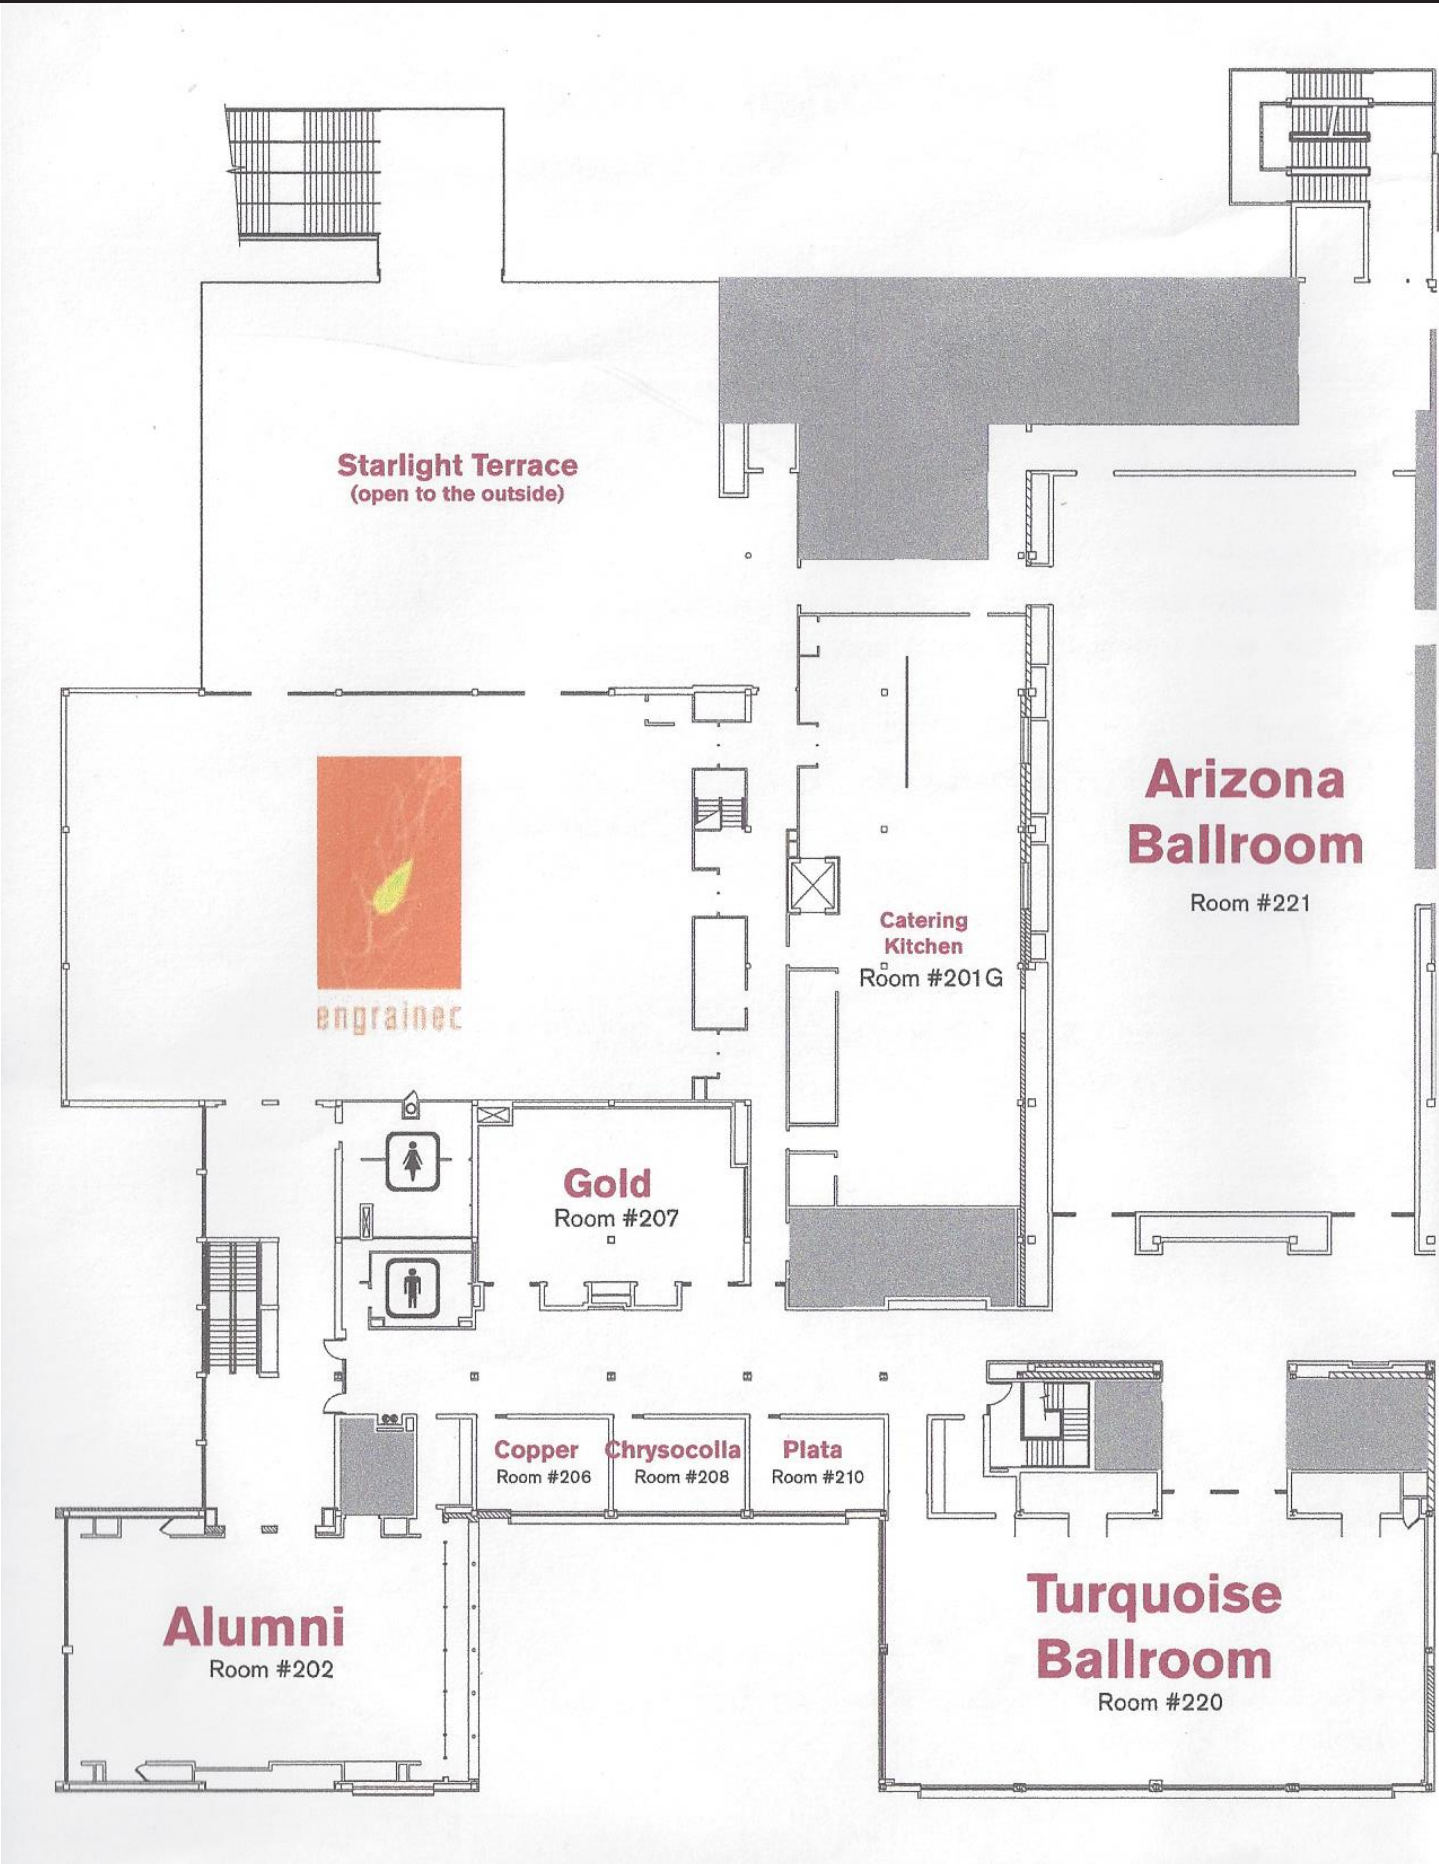 Starlight Terrace
(open to the outside)
engrainec
Arizona
Ballroom
Room #221
Catering
Kitchen
Room #201G
Gold
Room #207
Copper
Room #206
Chrysocolla
Room #208
Plata
Room #210
Alumni
Room #202
Turquoise
Ballroom
Room #220